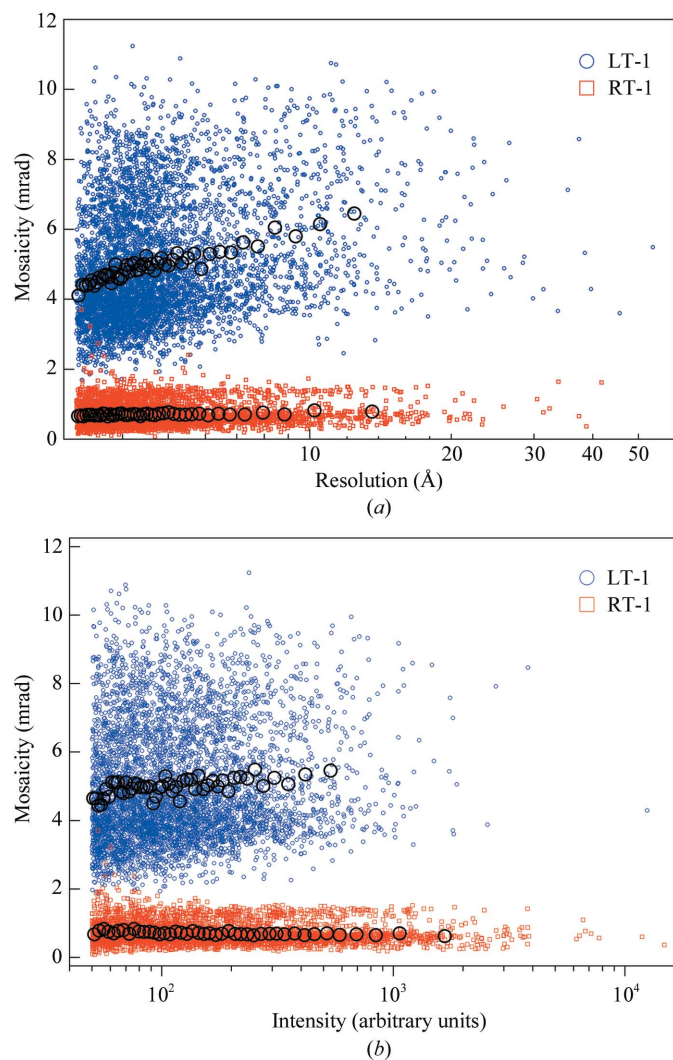 12
10
8
6
4
2
0
Mosaicity (mrad)
LT-1
RT-1
10 20 30 40 50
Resolution (Å)
(a)
12
10
8
6
4
2
0
Mosaicity (mrad)
LT-1
RT-1
10² 10³ 10⁴
Intensity (arbitrary units)
(b)